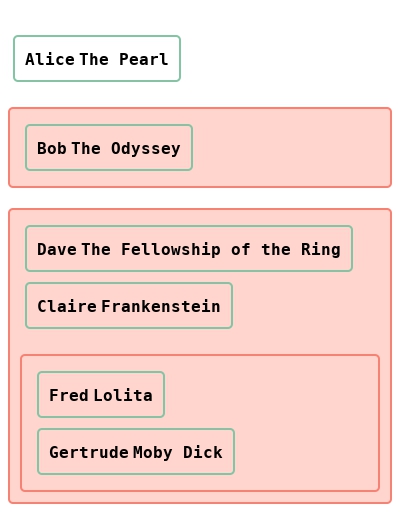 Alice The Pearl
Bob The Odyssey
Dave The Fellowship of the Ring
Claire Frankenstein
Fred Lolita
Gertrude Moby Dick